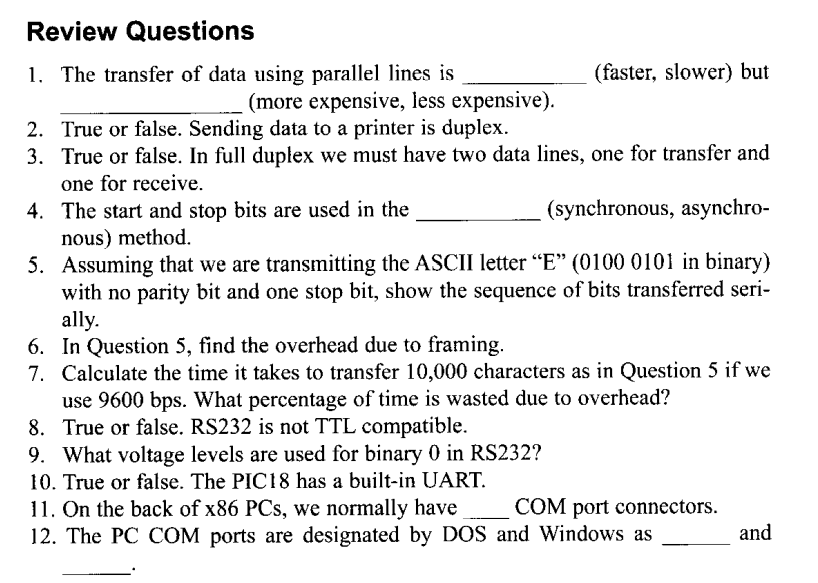 Review Questions
1. The transfer of data using parallel lines is ____________ (faster, slower) but
__________________ (more expensive, less expensive).
2. True or false. Sending data to a printer is duplex.
3. True or false. In full duplex we must have two data lines, one for transfer and
one for receive.
4. The start and stop bits are used in the ____________ (synchronous, asynchro-
nous) method.
5. Assuming that we are transmitting the ASCII letter “E” (0100 0101 in binary)
with no parity bit and one stop bit, show the sequence of bits transferred seri-
ally.
6. In Question 5, find the overhead due to framing.
7. Calculate the time it takes to transfer 10,000 characters as in Question 5 if we
use 9600 bps. What percentage of time is wasted due to overhead?
8. True or false. RS232 is not TTL compatible.
9. What voltage levels are used for binary 0 in RS232?
10. True or false. The PIC18 has a built-in UART.
11. On the back of x86 PCs, we normally have ____ COM port connectors.
12. The PC COM ports are designated by DOS and Windows as ______ and
______.